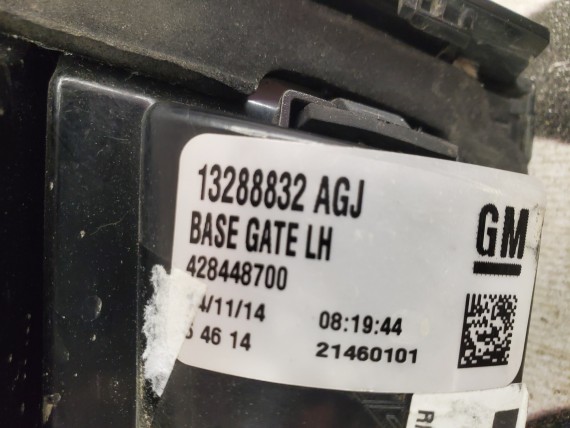 13288832 AGJ
GM
BASE GATE LH
428448700
4/11/14 08:19:44
46 14 21460101